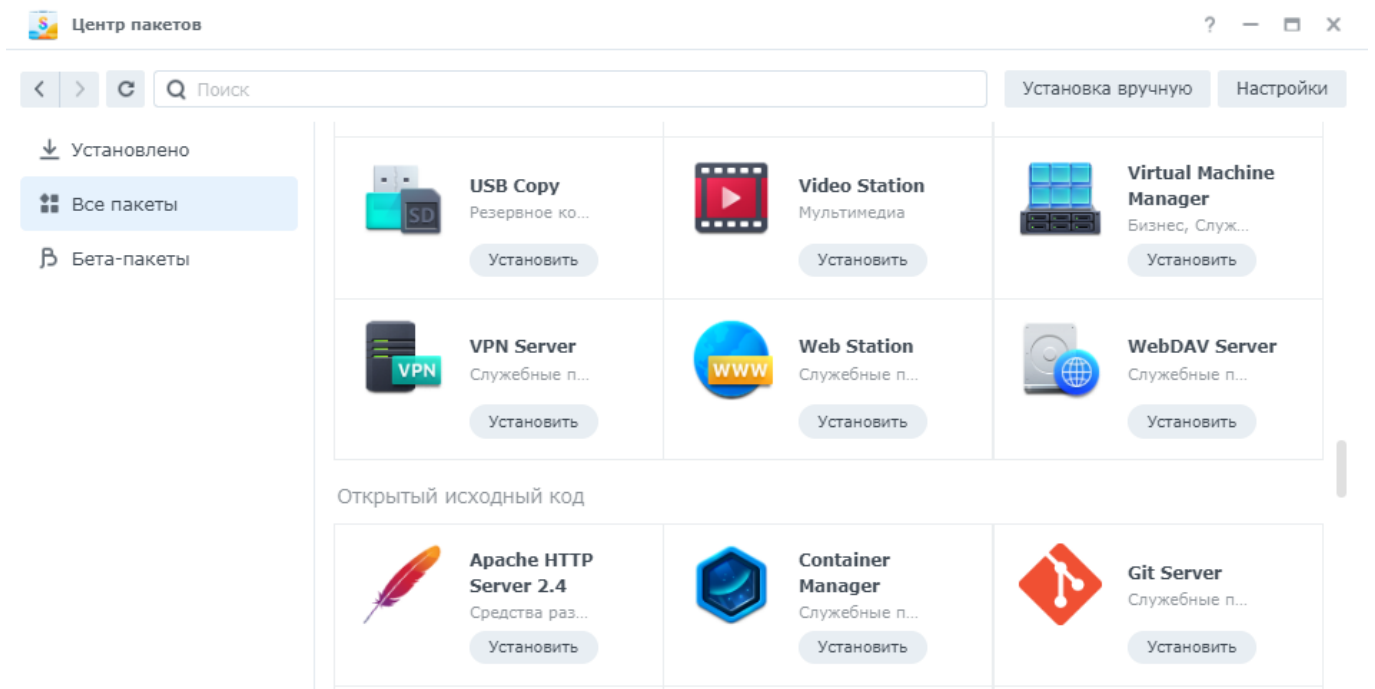 Центр пакетов
?
Поиск
Установка вручную
Настройки
Установлено
Все пакеты
Бета-пакеты
USB Copy
Резервное ко...
Установить
SD
Video Station
Мультимедиа
Установить
Virtual Machine
Manager
Бизнес, Служ...
Установить
VPN
VPN Server
Служебные п...
Установить
WWW
Web Station
Служебные п...
Установить
WebDAV Server
Служебные п...
Установить
Открытый исходный код
Apache HTTP
Server 2.4
Средства раз...
Установить
Container
Manager
Служебные п...
Установить
Git Server
Служебные п...
Установить